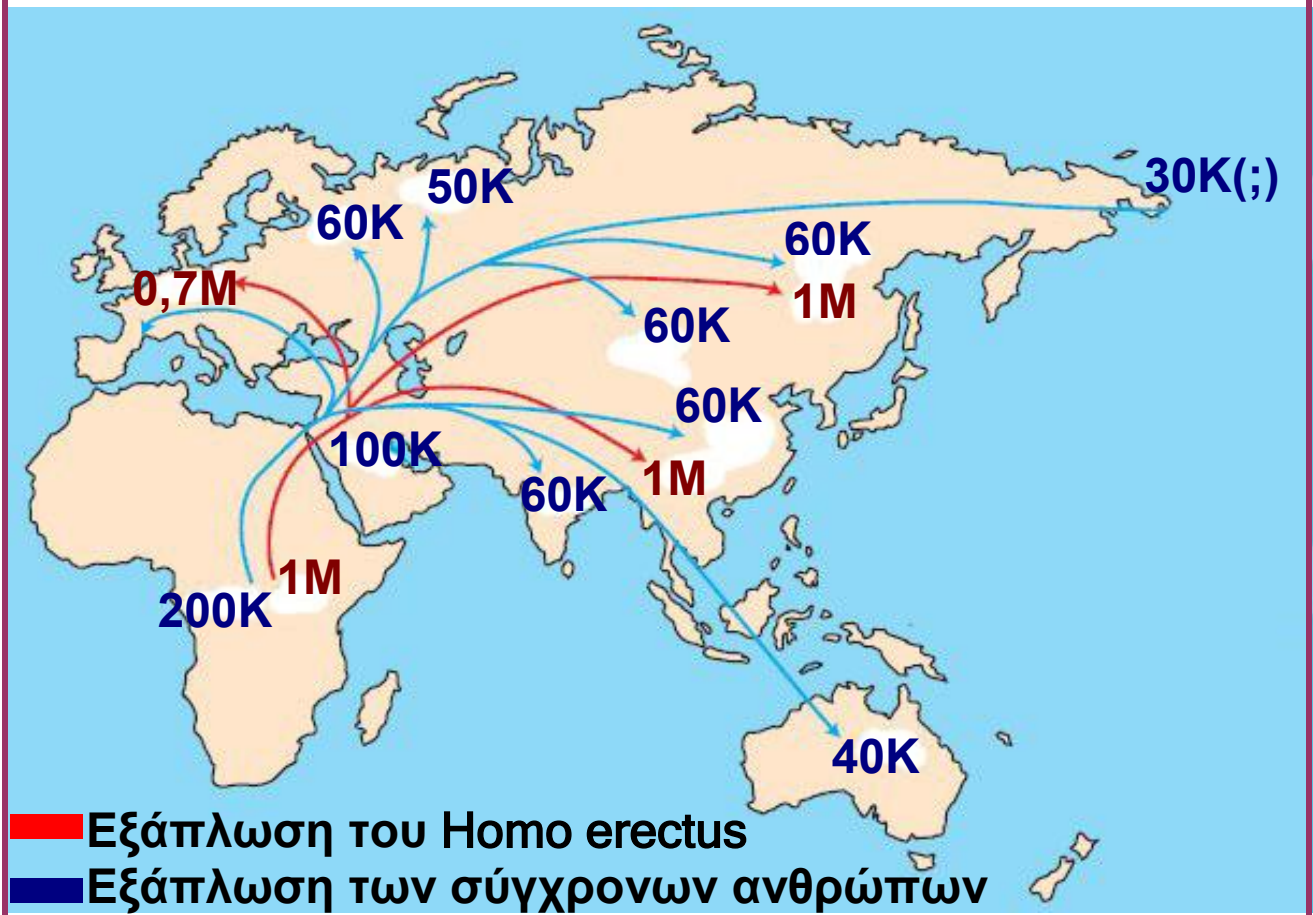 30K(;)
50K
60K
60K
0,7M
1M
60K
60K
100K
1M
60K
1M
200K
40K
Εξάπλωση του Homo erectus
Εξάπλωση των σύγχρονων ανθρώπων